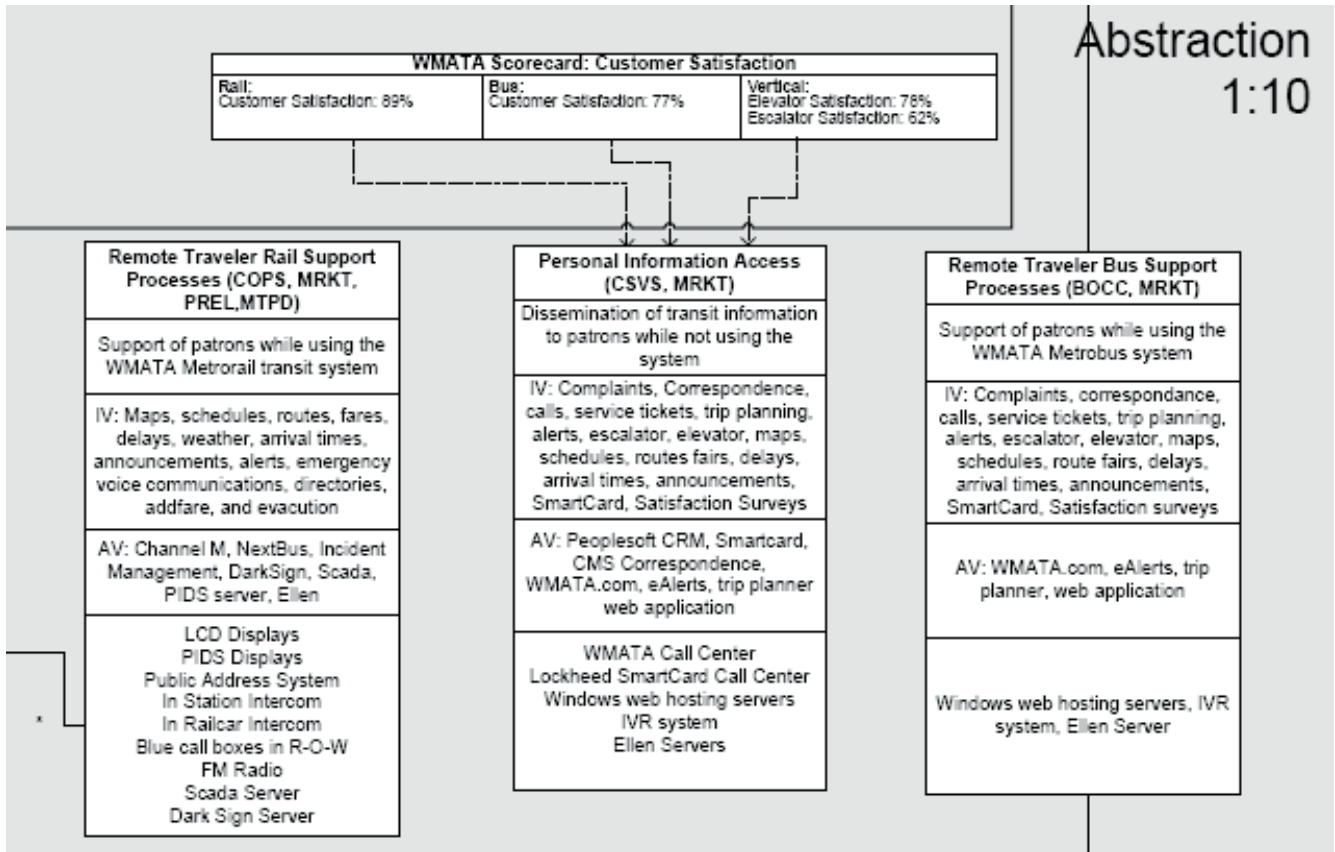 Abstraction
1:10
WMATA Scorecard: Customer Satisfaction
Rail:
Customer Satisfaction: 89%
Bus:
Customer Satisfaction: 77%
Vertical:
Elevator Satisfaction: 78%
Escalator Satisfaction: 62%
Remote Traveler Rail Support
Processes (COPS, MRKT,
PREL,MTPD)
Support of patrons while using the
WMATA Metrorail transit system
IV: Maps, schedules, routes, fares,
delays, weather, arrival times,
announcements, alerts, emergency
voice communications, directories,
addfare, and evacution
AV: Channel M, NextBus, Incident
Management, DarkSign, Scada,
PIDS server, Ellen
LCD Displays
PIDS Displays
Public Address System
In Station Intercom
In Railcar Intercom
Blue call boxes in R-O-W
FM Radio
Scada Server
Dark Sign Server
*
Personal Information Access
(CSVS, MRKT)
Dissemination of transit information
to patrons while not using the
system
IV: Complaints, Correspondence,
calls, service tickets, trip planning,
alerts, escalator, elevator, maps,
schedules, routes fairs, delays,
arrival times, announcements,
SmartCard, Satisfaction Surveys
AV: Peoplesoft CRM, Smartcard,
CMS Correspondence,
WMATA.com, eAlerts, trip planner
web application
WMATA Call Center
Lockheed SmartCard Call Center
Windows web hosting servers
IVR system
Ellen Servers
Remote Traveler Bus Support
Processes (BOCC, MRKT)
Support of patrons while using the
WMATA Metrobus system
IV: Complaints, correspondance,
calls, service tickets, trip planning,
alerts, escalator, elevator, maps,
schedules, route fairs, delays,
arrival times, announcements,
SmartCard, Satisfaction surveys
AV: WMATA.com, eAlerts, trip
planner, web application
Windows web hosting servers, IVR
system, Ellen Server